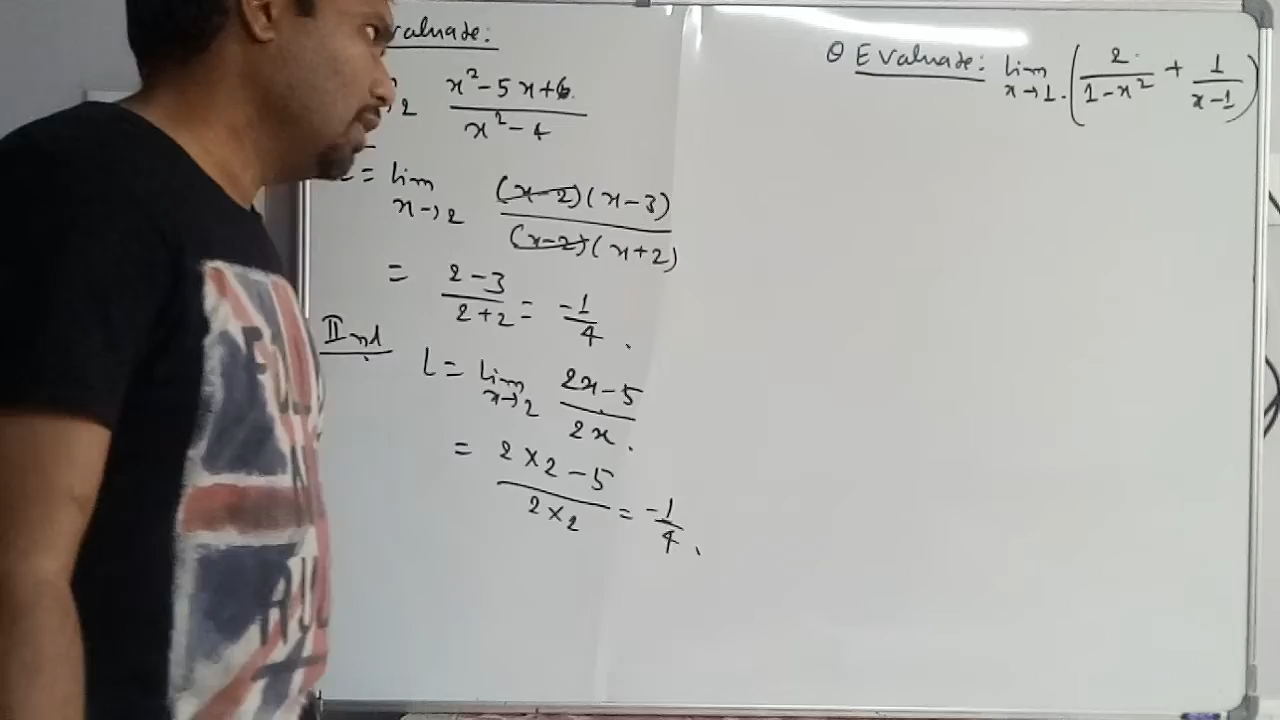 valuate:
2 x²-5x+6
x²-4
= lim x→2 (x-2)(x-3)
(x-2)(x+2)
= 2-3
2+2 = -1
4.
IInd L = lim x→2 2x-5
2x.
= 2×2-5
2×2 = -1
4.
Q Evaluate: lim x→1. (2
1-x² + 1
x-1)